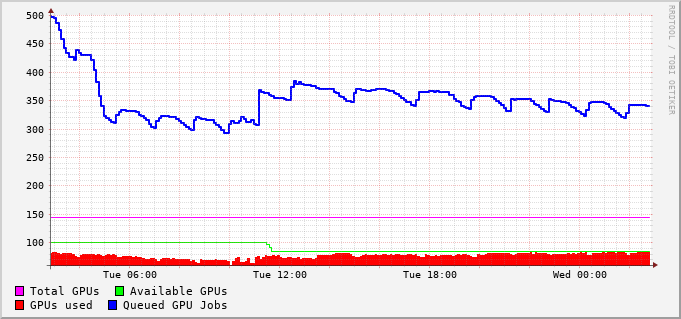 500
450
400
350
300
250
200
150
100
Tue 06:00 Tue 12:00 Tue 18:00 Wed 00:00
Total GPUs Available GPUs
GPUs used Queued GPU Jobs
RRDTOOL / TOBI OETIKER